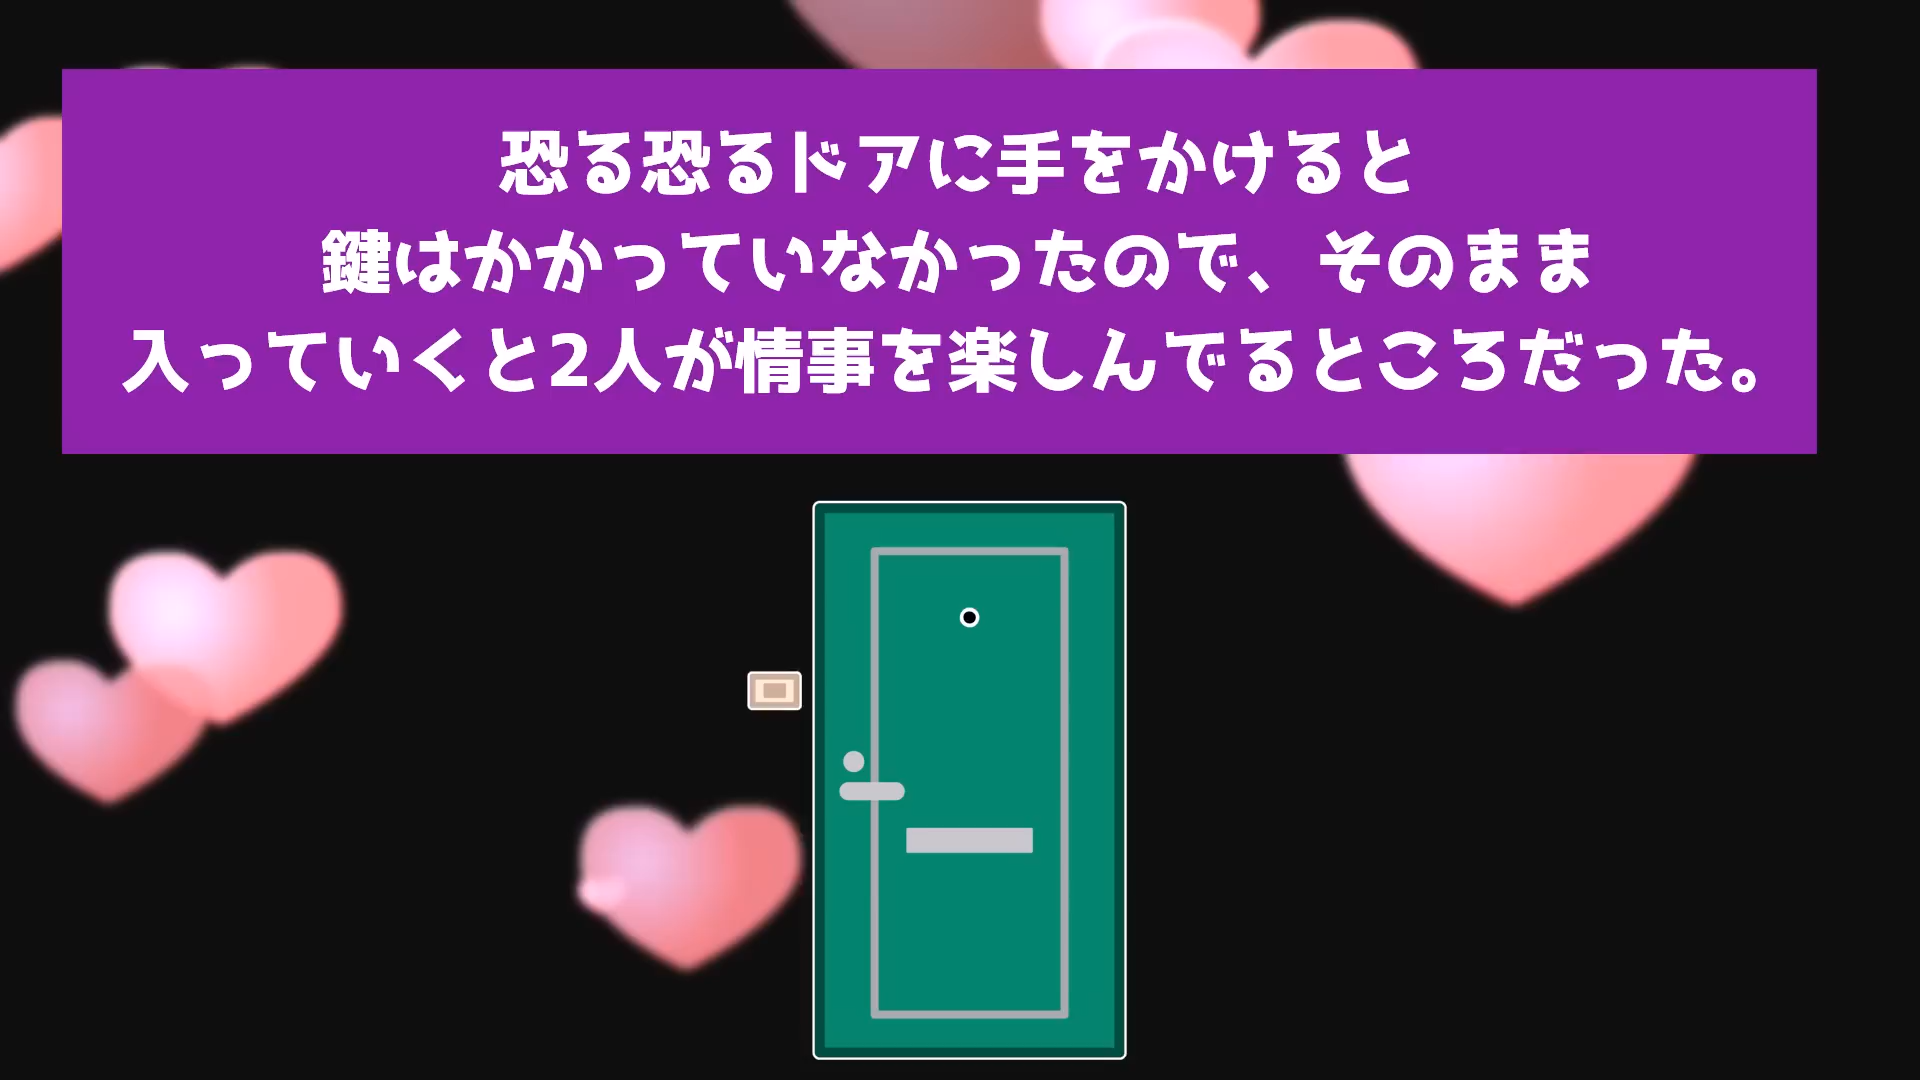 恐る恐るドアに手をかけると
鍵はかかっていなかったので、そのまま
入っていくと2人が情事を楽しんでるところだった。